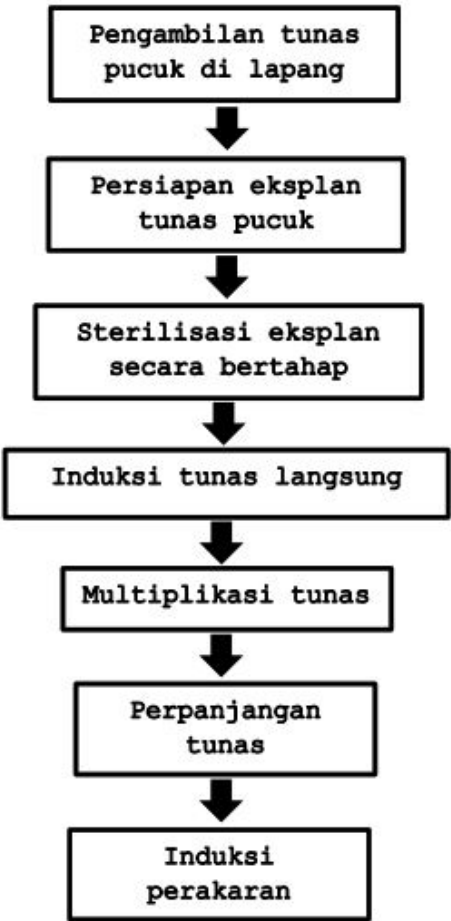 Pengambilan tunas
pucuk di lapang
Persiapan eksplan
tunas pucuk
Sterilisasi eksplan
secara bertahap
Induksi tunas langsung
Multiplikasi tunas
Perpanjangan
tunas
Induksi
perakaran